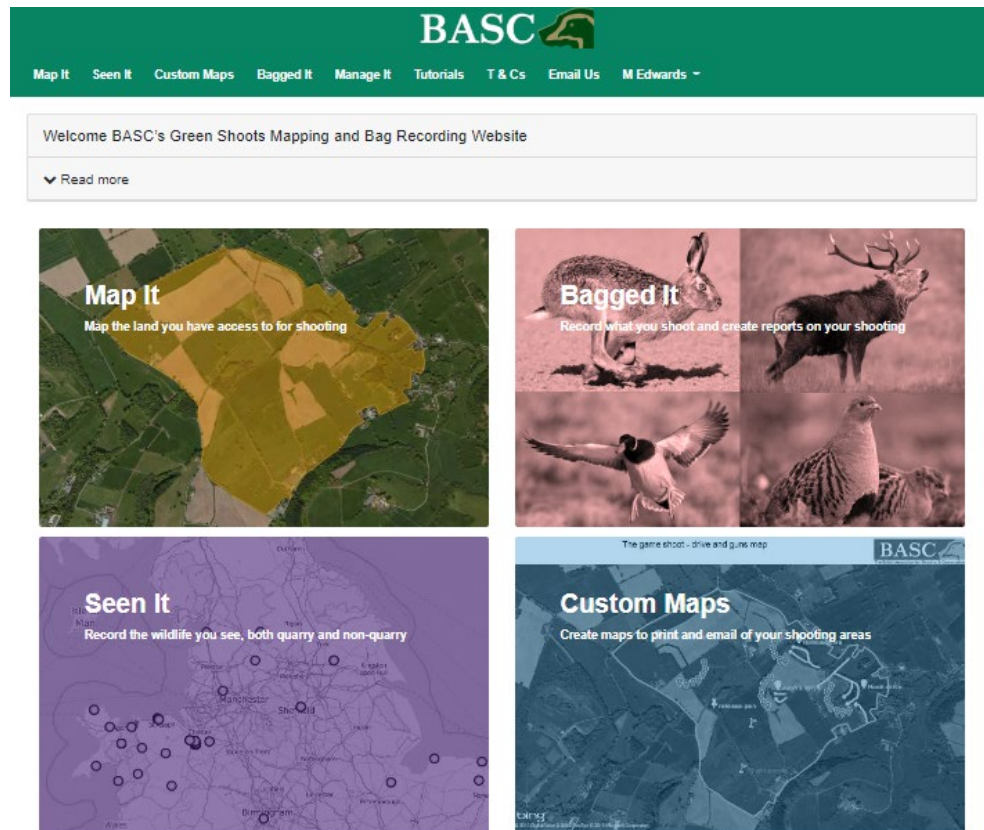 BASC
Map It Seen It Custom Maps Bagged It Manage It Tutorials T & Cs Email Us M Edwards
Welcome BASC's Green Shoots Mapping and Bag Recording Website
Read more
Map It
Map the land you have access to for shooting
Bagged It
Record what you shoot and create reports on your shooting
Seen It
Record the wildlife you see, both quarry and non-quarry
Manchester
Birmingham
The game shoot - drive and guns map
BASC
Custom Maps
Create maps to print and email of your shooting areas
bing